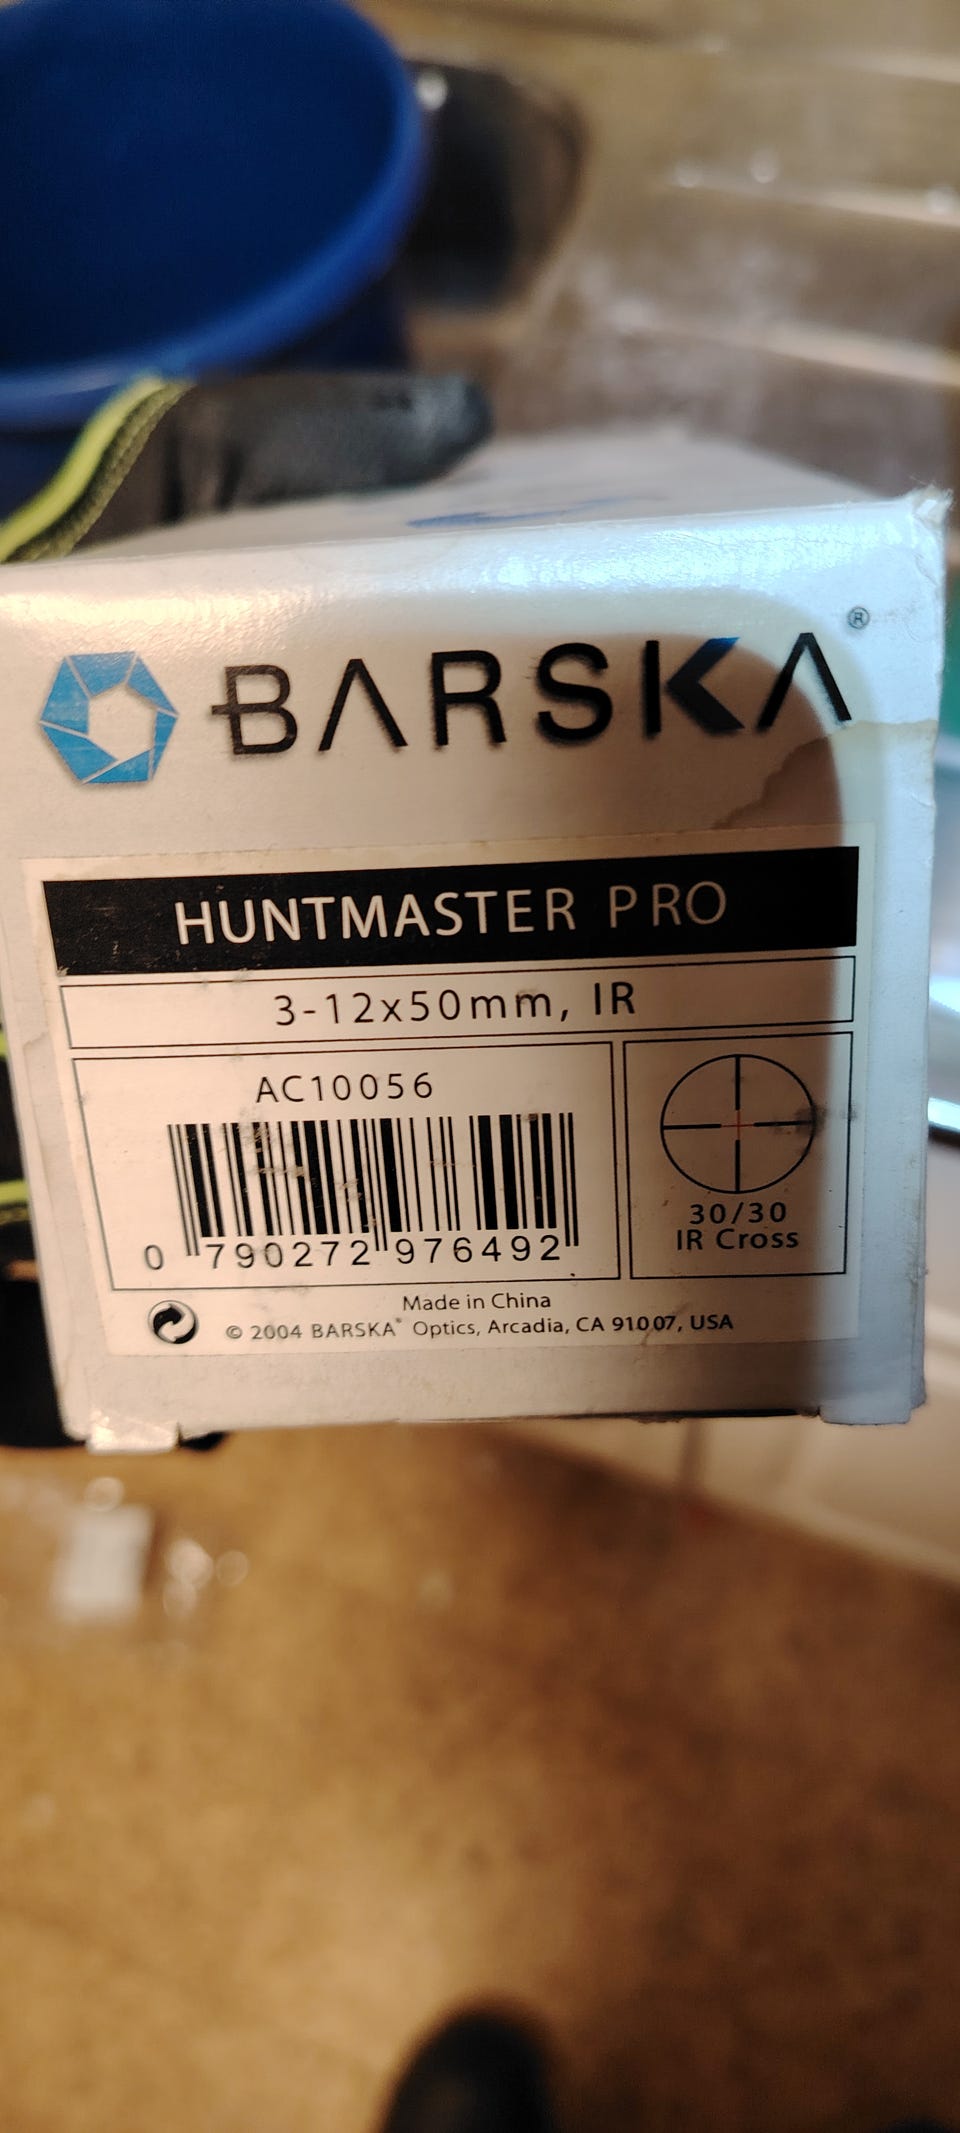 BARSKA®
HUNTMASTER PRO
3-12x50mm, IR
AC10056
0 790272 976492
30/30
IR Cross
Made in China
© 2004 BARSKA® Optics, Arcadia, CA 91007, USA